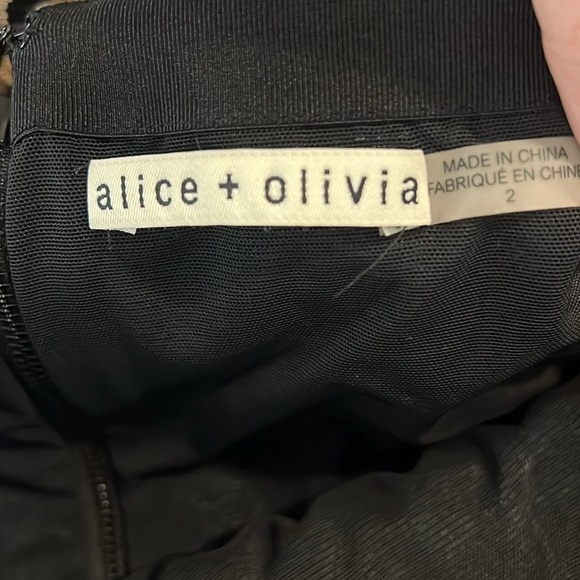 alice + olivia
MADE IN CHINA
FABRIQUÉ EN CHINE
2